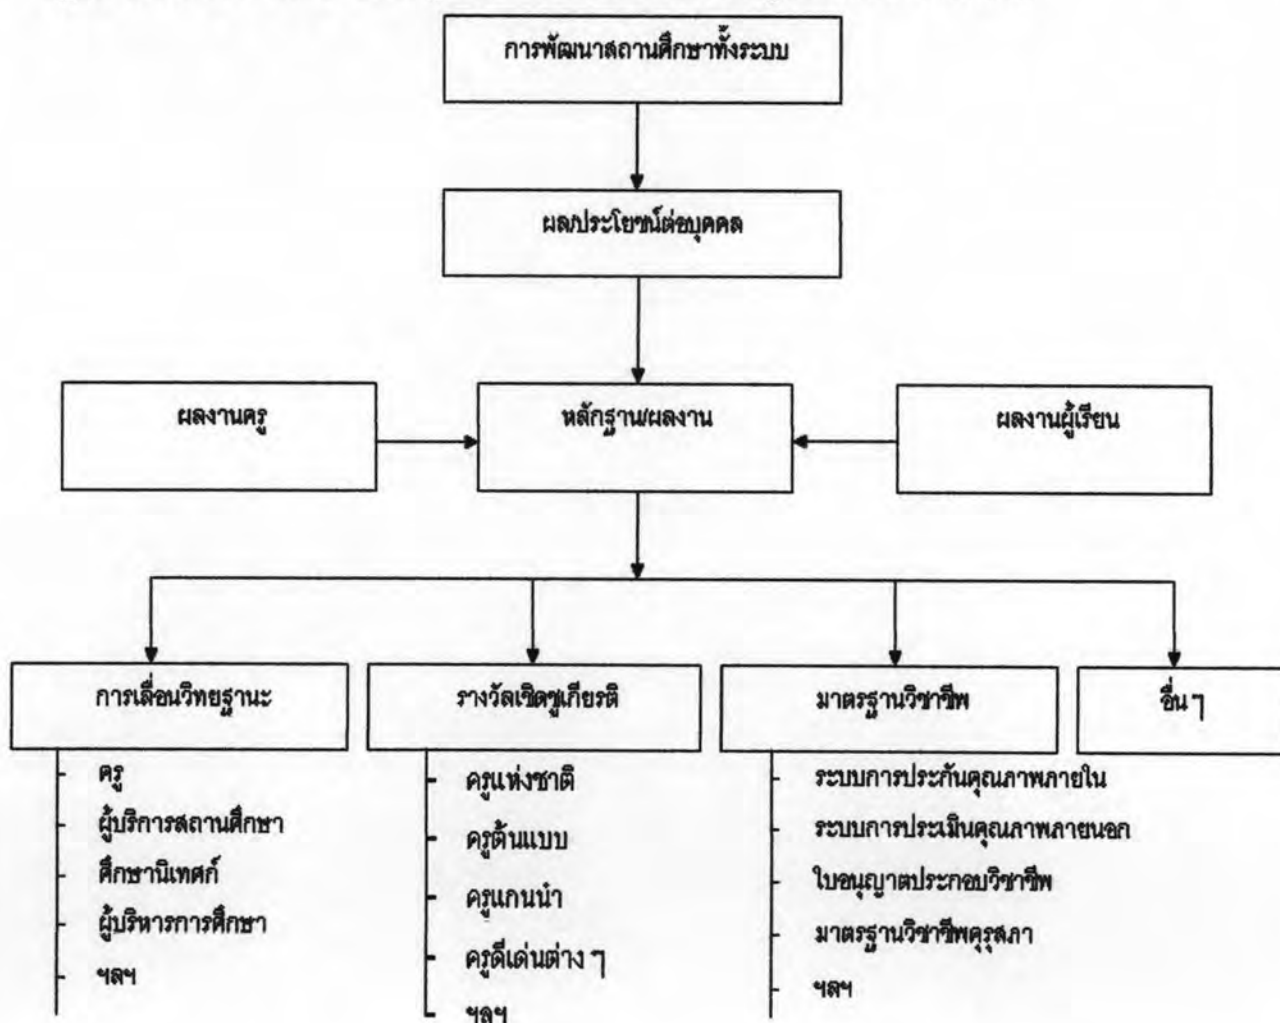 การพัฒนาสถานศึกษาทั้งระบบ
ผล/ประโยชน์ต่อบุคคล
ผลงานครู
หลักฐาน/ผลงาน
ผลงานผู้เรียน
การเลื่อนวิทยฐานะ
ครู
ผู้บริการสถานศึกษา
ศึกษานิเทศก์
ผู้บริหารการศึกษา
ฯลฯ
รางวัลเชิดชูเกียรติ
ครูแห่งชาติ
ครูต้นแบบ
ครูแกนนำ
ครูดีเด่นต่าง ๆ
ฯลฯ
มาตรฐานวิชาชีพ
ระบบการประกันคุณภาพภายใน
ระบบการประเมินคุณภาพภายนอก
ใบอนุญาตประกอบวิชาชีพ
มาตรฐานวิชาชีพคุรุสภา
ฯลฯ
อื่น ๆ